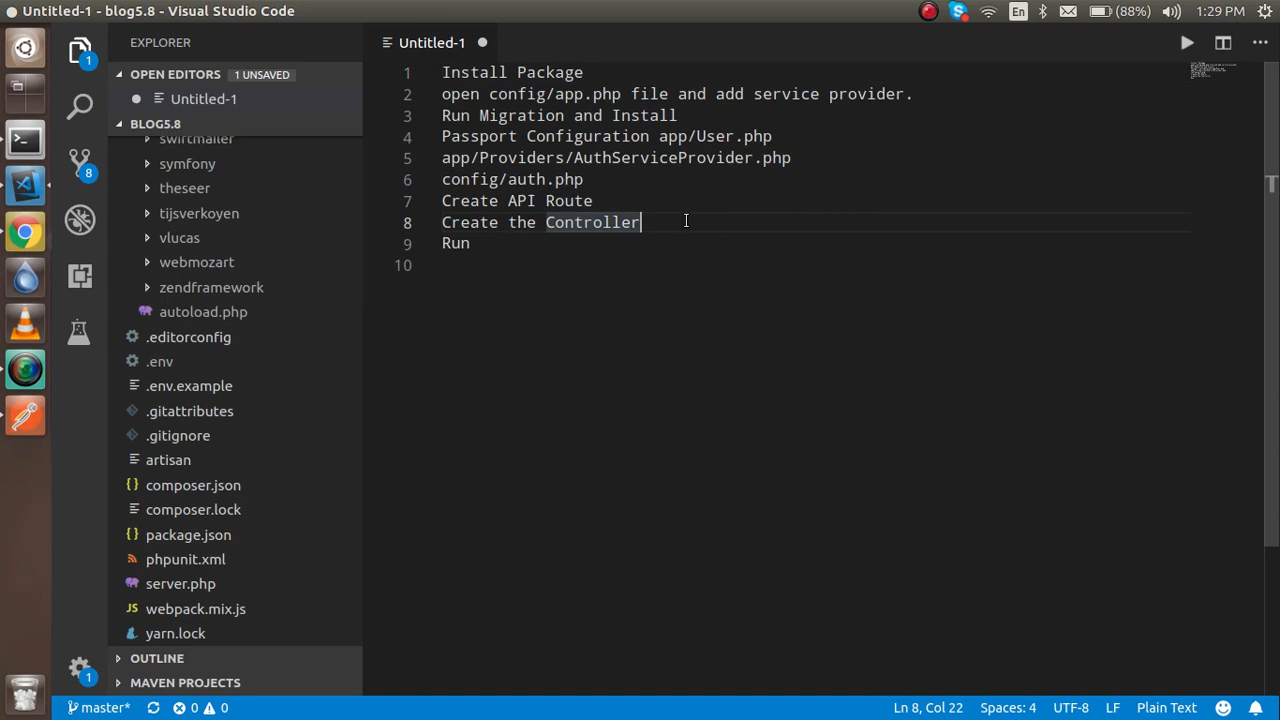 Untitled-1 - blog5.8 - Visual Studio Code
En
(88%)
1:29 PM
EXPLORER
Untitled-1
OPEN EDITORS
1 UNSAVED
Untitled-1
BLOG5.8
swiftmailer
symfony
theseer
tijsverkoyen
vlucas
webmozart
zendframework
autoload.php
.editorconfig
.env
.env.example
.gitattributes
.gitignore
artisan
composer.json
composer.lock
package.json
phpunit.xml
server.php
webpack.mix.js
yarn.lock
OUTLINE
MAVEN PROJECTS
1
8
1
1 Install Package
2 open config/app.php file and add service provider.
3 Run Migration and Install
4 Passport Configuration app/User.php
5 app/Providers/AuthServiceProvider.php
6 config/auth.php
7 Create API Route
8 Create the Controller
9 Run
10
master*
0
0
Ln 8, Col 22
Spaces: 4
UTF-8
LF
Plain Text